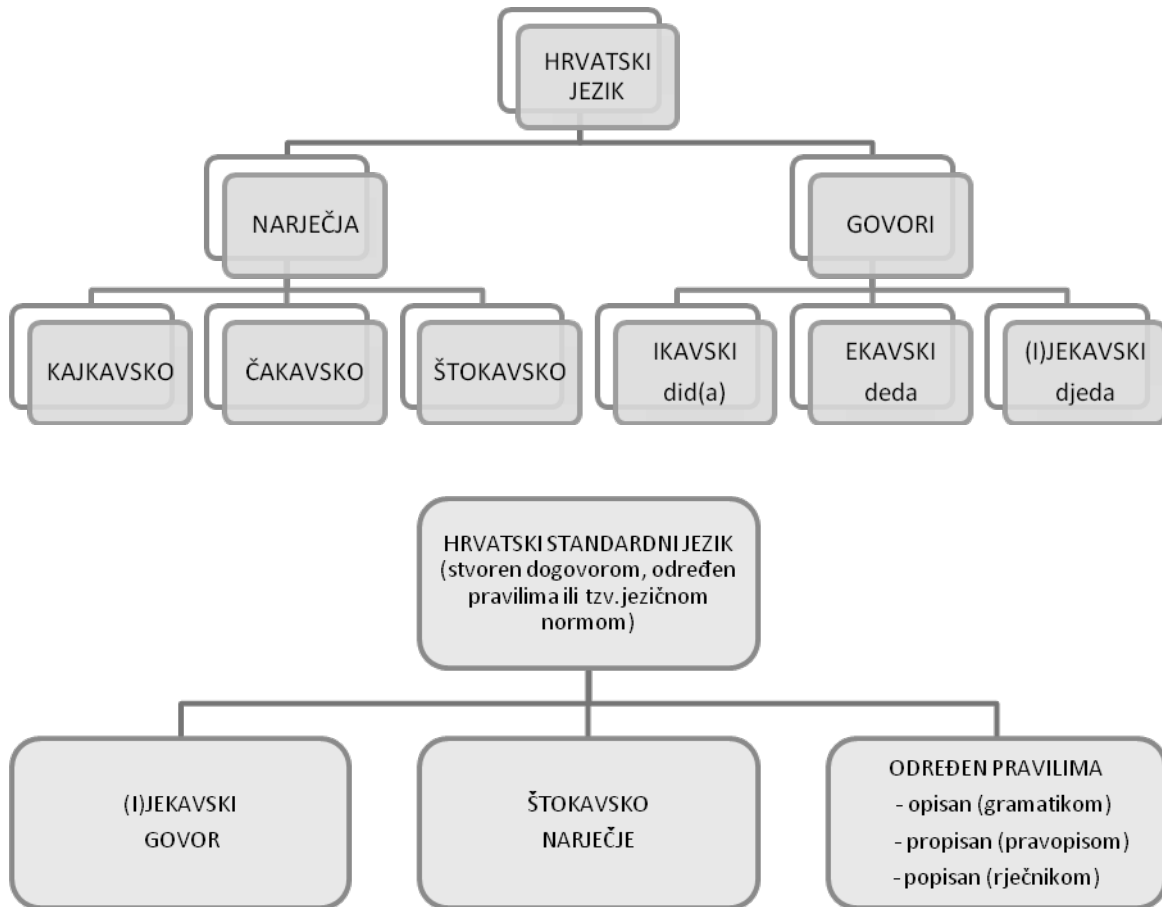 HRVATSKI
JEZIK
NARJEČJA
GOVORI
KAJKAVSKO
ČAKAVSKO
ŠTOKAVSKO
IKAVSKI
did(a)
EKAVSKI
deda
(I)JEKAVSKI
djeda
HRVATSKI STANDARDNI JEZIK
(stvoren dogovorom, određen
pravilima ili tzv. jezičnom
normom)
(I)JEKAVSKI
GOVOR
ŠTOKAVSKO
NARJEČJE
ODREĐEN PRAVILIMA
- opisan (gramatikom)
- propisan (pravopisom)
- popisan (rječnikom)